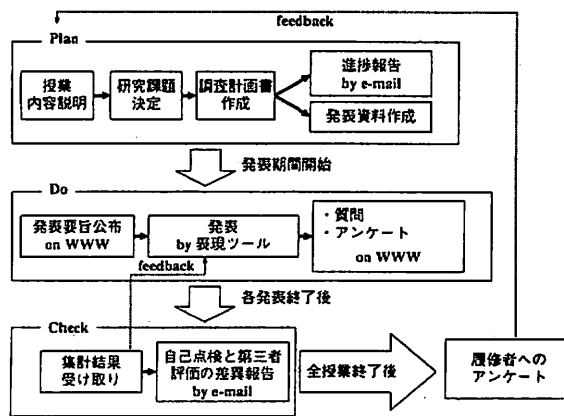 feedback
Plan
授業
内容説明
研究課題
決定
調査計画書
作成
進捗報告
by e-mail
発表資料作成
発表期間開始
Do
発表要旨公布
on WWW
発表
by 表現ツール
・質問
・アンケート
on WWW
feedback
各発表終了後
Check
集計結果
受け取り
自己点検と第三者
評価の差異報告
by e-mail
全授業終了後
履修者への
アンケート